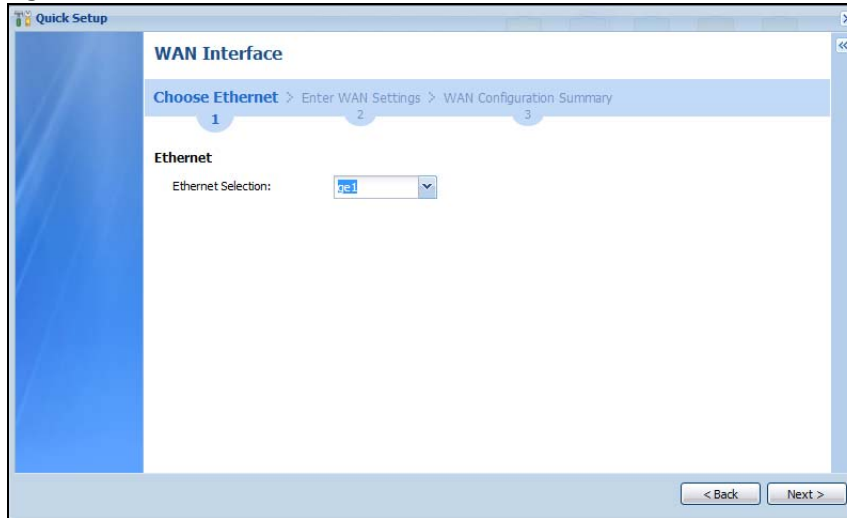 Quick Setup
WAN Interface
Choose Ethernet > Enter WAN Settings > WAN Configuration Summary
1 2 3
Ethernet
Ethernet Selection: ge1
< Back Next >